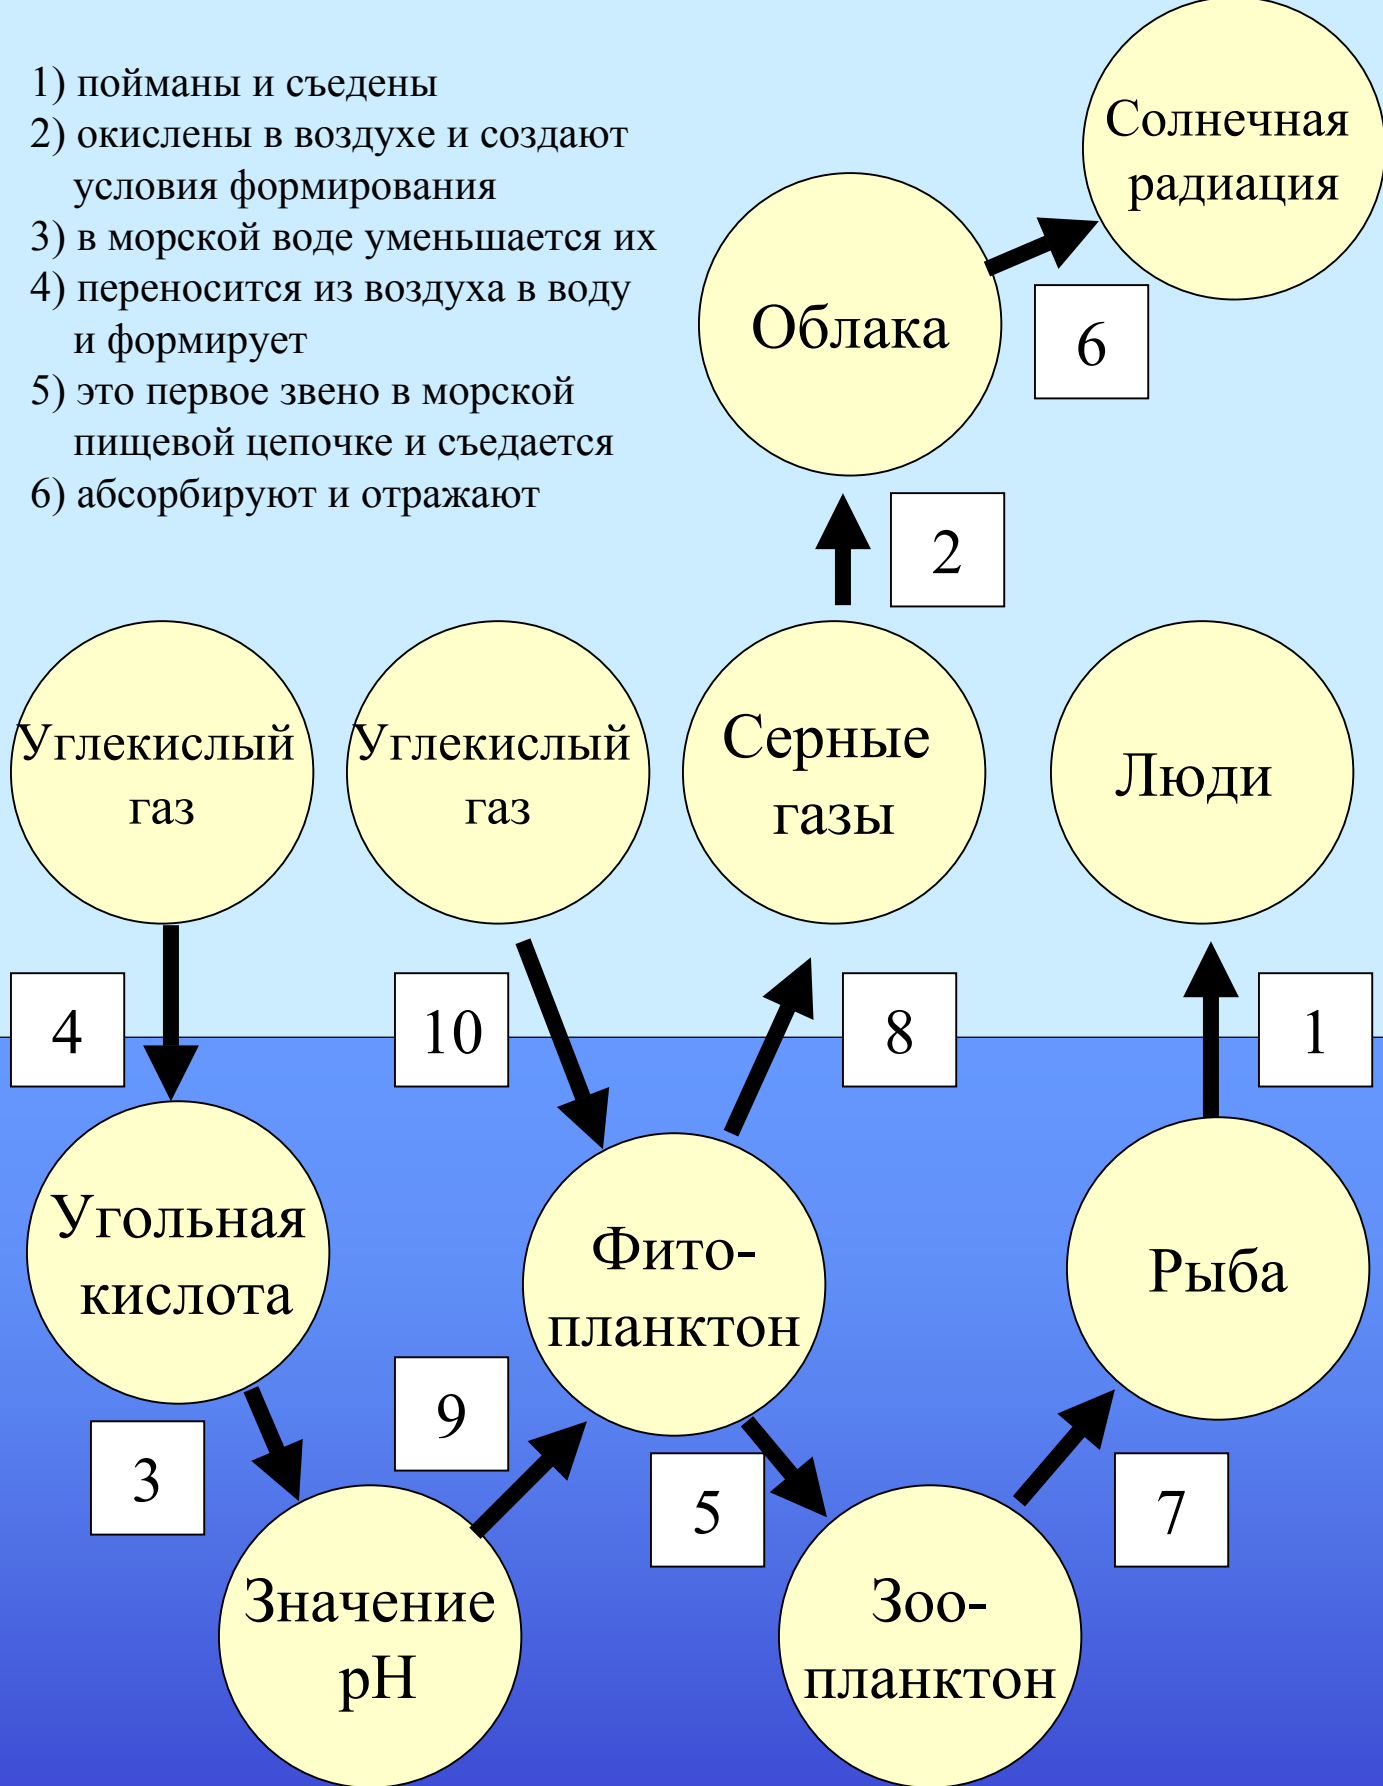 1) пойманы и съедены
2) окислены в воздухе и создают
условия формирования
3) в морской воде уменьшается их
4) переносится из воздуха в воду
и формирует
5) это первое звено в морской
пищевой цепочке и съедается
6) абсорбируют и отражают
Солнечная
радиация
Облака
6
2
Углекислый
газ
Углекислый
газ
Серные
газы
Люди
4
10
8
1
Угольная
кислота
Фито-
планктон
Рыба
9
3
5
7
Значение
pH
Зоо-
планктон